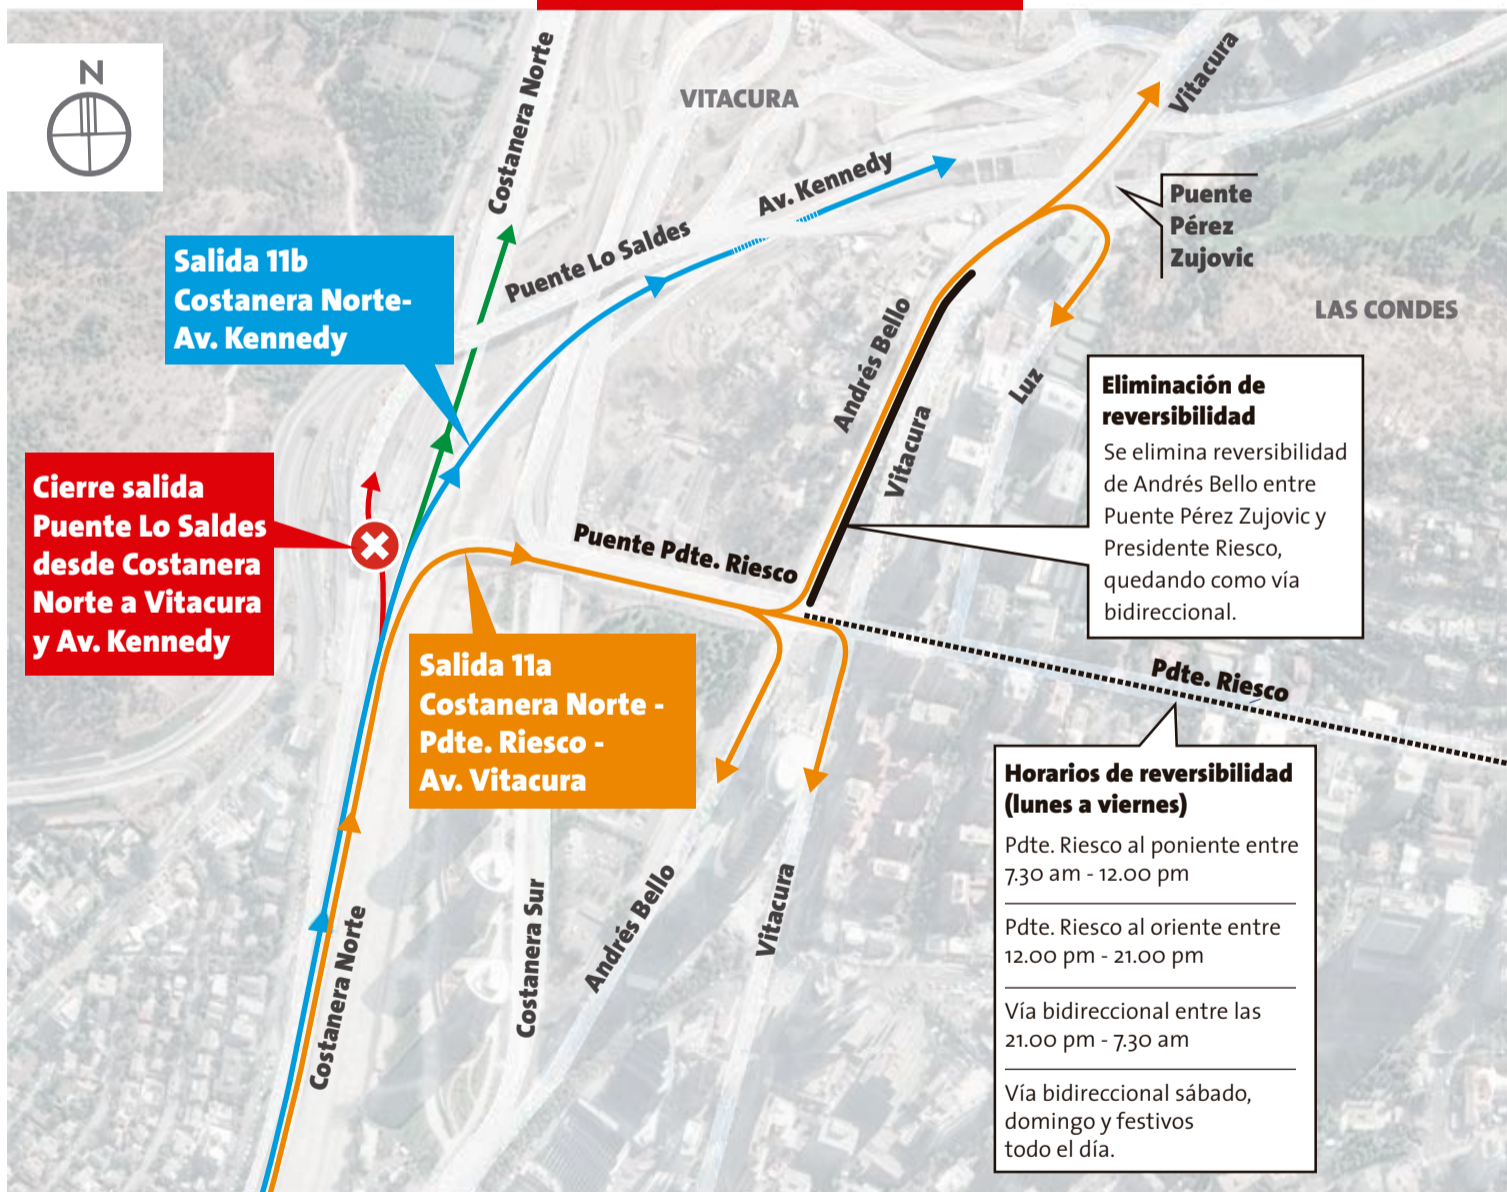 N
Costanera Norte
VITACURA
Vitacura
Av. Kennedy
Puente Lo Saldes
Puente
Pérez
Zujovic
Salida 11b
Costanera Norte-
Av. Kennedy
LAS CONDES
Andrés Bello
Vitacura
Luz
Eliminación de
reversibilidad
Se elimina reversibilidad
de Andrés Bello entre
Puente Pérez Zujovic y
Presidente Riesco,
quedando como vía
bidireccional.
Cierre salida
Puente Lo Saldes
desde Costanera
Norte a Vitacura
y Av. Kennedy
Puente Pdte. Riesco
Salida 11a
Costanera Norte -
Pdte. Riesco -
Av. Vitacura
Pdte. Riesco
Horarios de reversibilidad
(lunes a viernes)
Pdte. Riesco al poniente entre
7.30 am - 12.00 pm
Pdte. Riesco al oriente entre
12.00 pm - 21.00 pm
Vía bidireccional entre las
21.00 pm - 7.30 am
Vía bidireccional sábado,
domingo y festivos
todo el día.
Costanera Norte
Costanera Sur
Andrés Bello
Vitacura